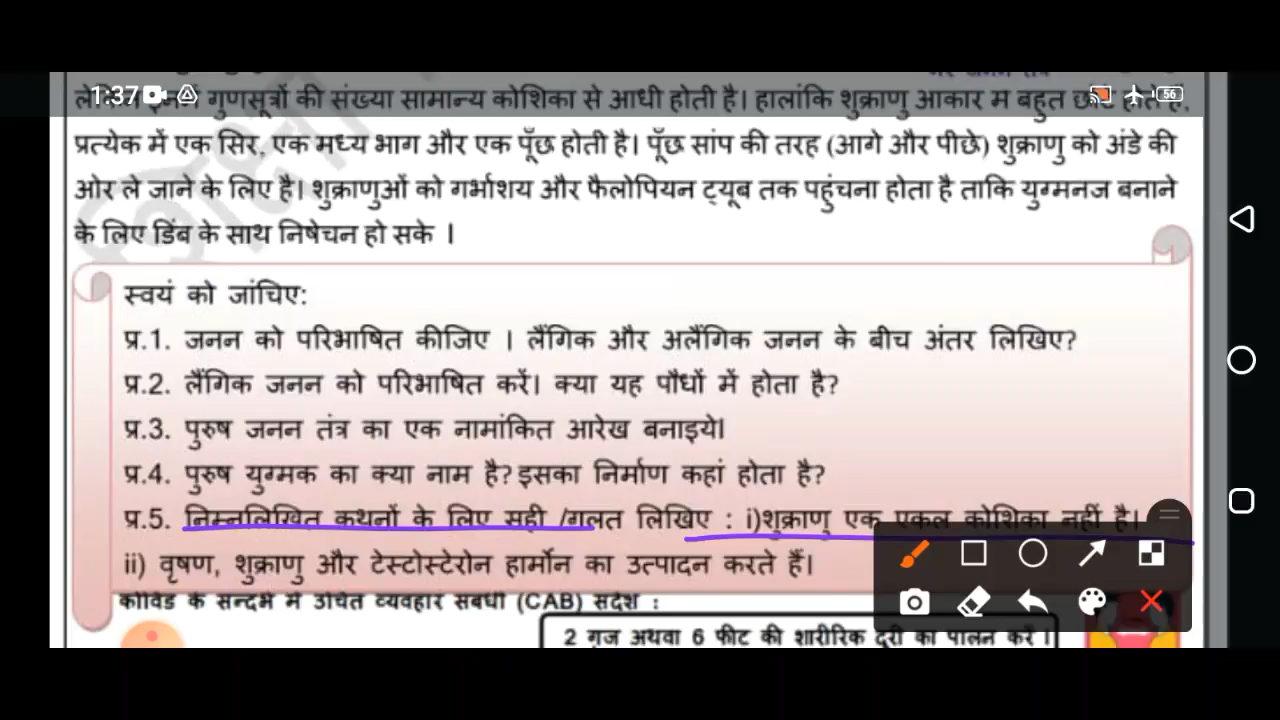 1:37
56
गुणसूत्रों की संख्या सामान्य कोशिका से आधी होती है। हालांकि शुक्राणु आकार में बहुत छोटे होते हैं,
प्रत्येक में एक सिर, एक मध्य भाग और एक पूँछ होती है। पूँछ सांप की तरह (आगे और पीछे) शुक्राणु को अंडे की
ओर ले जाने के लिए है। शुक्राणुओं को गर्भाशय और फैलोपियन ट्यूब तक पहुंचना होता है ताकि युग्मनज बनाने
के लिए डिंब के साथ निषेचन हो सके ।
स्वयं को जांचिए:
प्र.1. जनन को परिभाषित कीजिए । लैंगिक और अलैंगिक जनन के बीच अंतर लिखिए?
प्र.2. लैंगिक जनन को परिभाषित करें। क्या यह पौधों में होता है?
प्र.3. पुरुष जनन तंत्र का एक नामांकित आरेख बनाइये।
प्र.4. पुरुष युग्मक का क्या नाम है? इसका निर्माण कहां होता है?
प्र.5. निम्नलिखित कथनों के लिए सही /गलत लिखिए : i)शुक्राणु एक एकल कोशिका नहीं है।
ii) वृषण, शुक्राणु और टेस्टोस्टेरोन हार्मोन का उत्पादन करते हैं।
कोविड के सन्दर्भ में उचित व्यवहार संबंधी (CAB) संदेश :
2 गज अथवा 6 फीट की शारीरिक दूरी का पालन करें ।